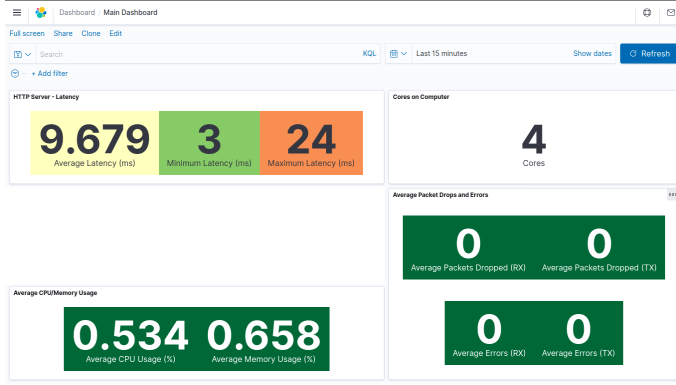 Dashboard / Main Dashboard
Full screen Share Clone Edit
Search KQL Last 15 minutes Show dates Refresh
+ Add filter
HTTP Server - Latency
9.679 3 24
Average Latency (ms) Minimum Latency (ms) Maximum Latency (ms)
Cores on Computer
4
Cores
Average Packet Drops and Errors
0 0
Average Packets Dropped (RX) Average Packets Dropped (TX)
0 0
Average Errors (RX) Average Errors (TX)
Average CPU/Memory Usage
0.534 0.658
Average CPU Usage (%) Average Memory Usage (%)